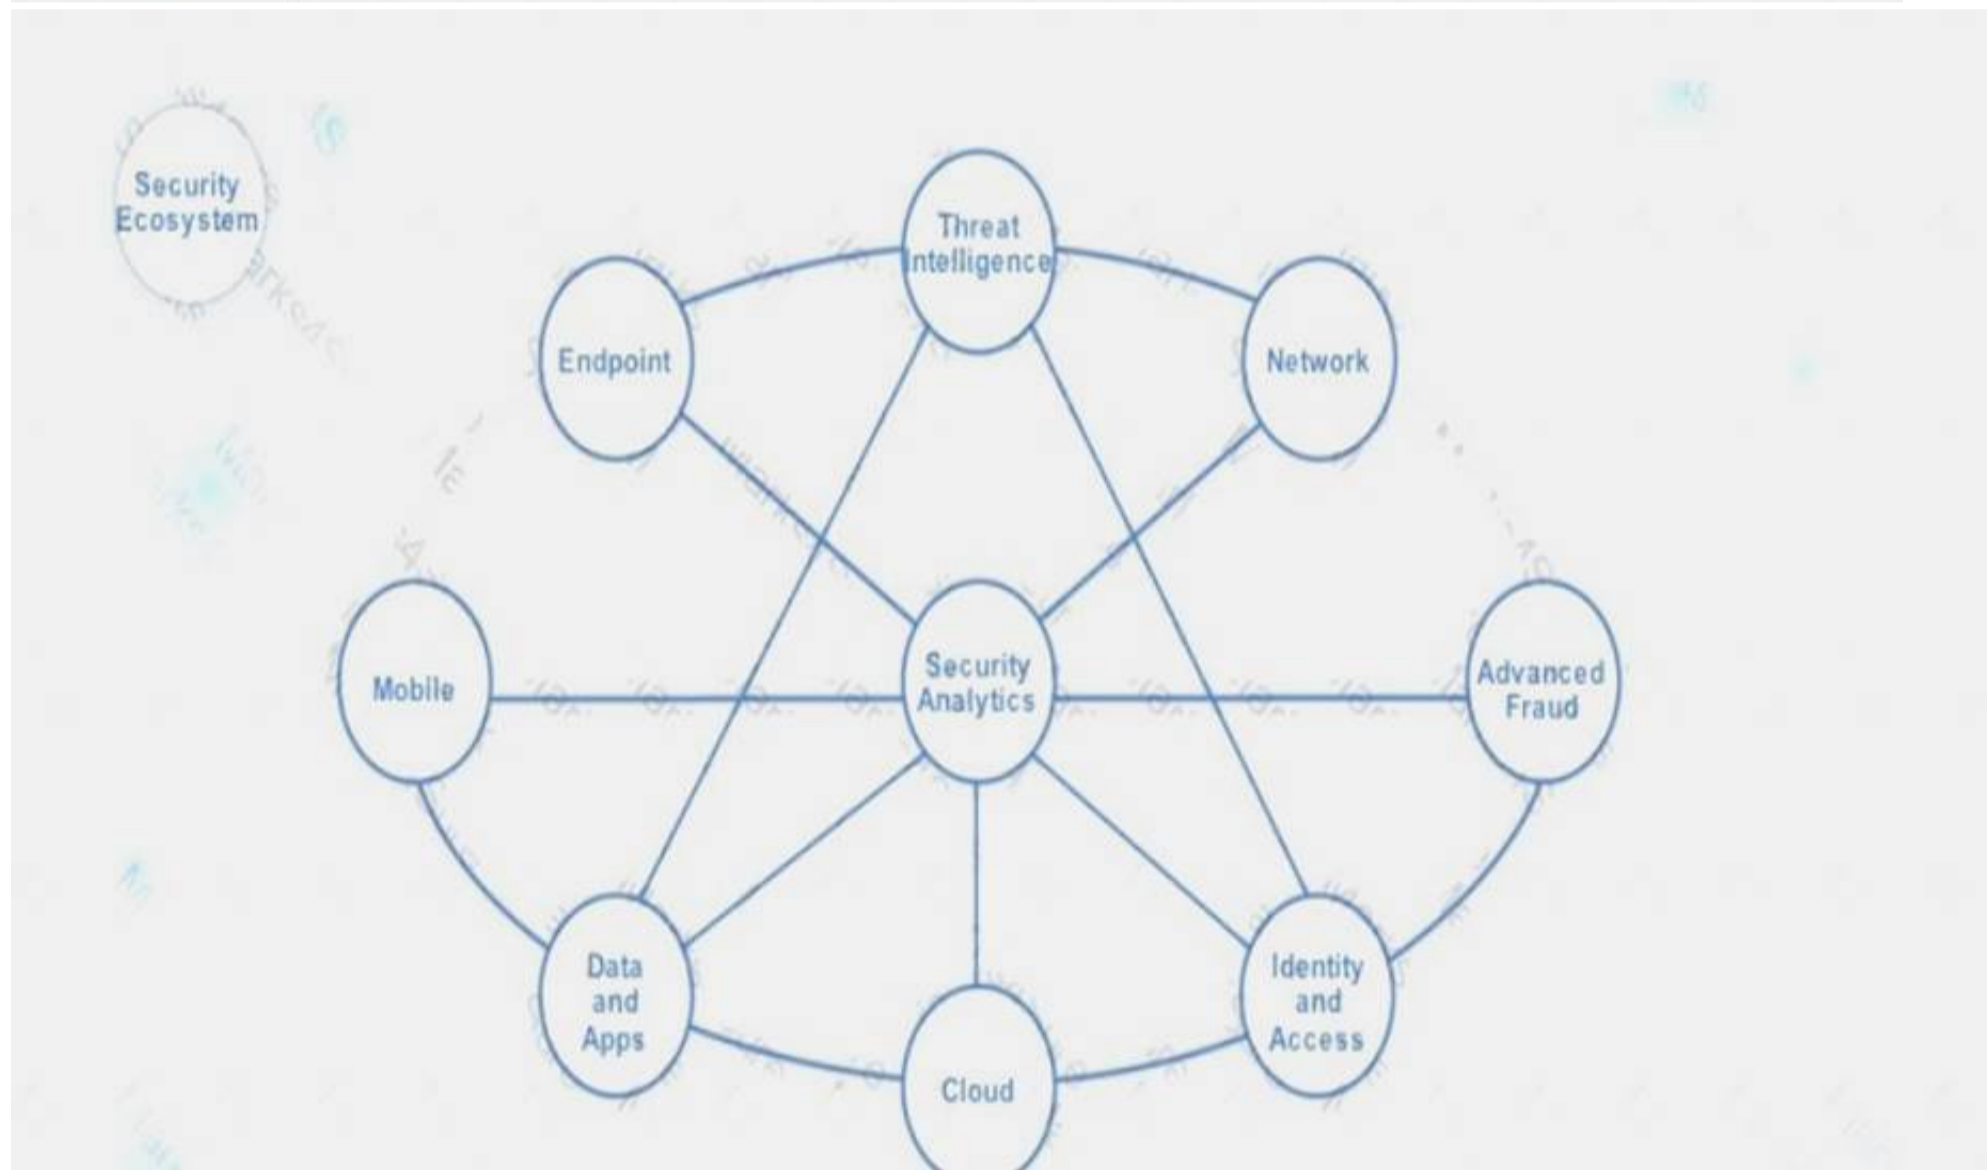 Security
Ecosystem
Threat
Intelligence
Endpoint
Network
Mobile
Security
Analytics
Advanced
Fraud
Data
and
Apps
Cloud
Identity
and
Access